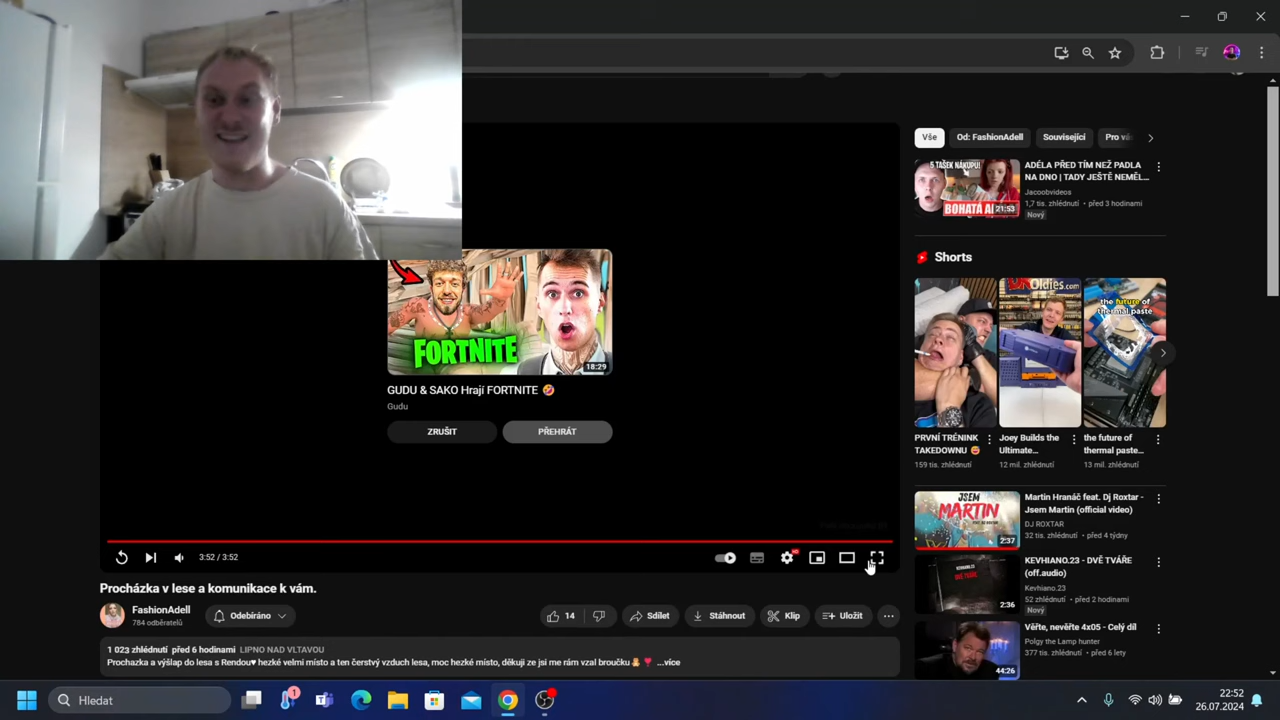 Vše
Od: FashionAdell
Související
5 TAŠEK NÁKUPU!
BOHATÁ
21:53
ADÉLA PŘED TÍM NEŽ PADLA
NA DNO | TADY JEŠTĚ NEMĚL...
Jacoobvideos
1,7 tis. zhlédnutí • před 3 hodinami
Nový
Shorts
the future of
thermal paste
PRVNÍ TRÉNINK
TAKEDOWNU 😅
159 tis. zhlédnutí
Joey Builds the
Ultimate...
12 mil. zhlédnutí
the future of
thermal paste...
13 mil. zhlédnutí
FORTNITE
18:29
GUDU & SAKO Hrají FORTNITE 🤣
Gudu
ZRUŠIT
PŘEHRÁT
JSEM
MARTIN
2:37
Martin Hranáč feat. Dj Roxtar -
Jsem Martin (official video)
DJ ROXTAR
32 tis. zhlédnutí • před 4 týdny
2:36
KEVHIANO.23 - DVĚ TVÁŘE
(off.audio)
Kevhiano.23
52 zhlédnutí • před 2 hodinami
Nový
44:26
Věřte, nevěřte 4x05 - Celý díl
Polgy the Lamp hunter
377 tis. zhlédnutí • před 6 lety
3:52 / 3:52
Procházka v lese a komunikace k vám.
FashionAdell
784 odběratelů
Odebíráno
14
Sdílet
Stáhnout
Klip
Uložit
1 023 zhlédnutí před 6 hodinami LIPNO NAD VLTAVOU
Prochazka a výšlap do lesa s Rendou♥ hezké velmi místo a ten čerstvý vzduch lesa, moc hezké místo, děkuji ze jsi me rám vzal broučku🧸❣️ ...více
Hledat
1
22:52
26.07.2024